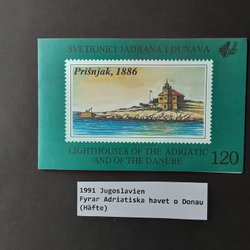 SVETIONICI JADRANA I DUNAVA
Prišnjak, 1886
LIGHTHOUSES OF THE ADRIATIC
AND OF THE DANUBE
120
1991 Jugoslavien
Fyrar Adriatiska havet o Donau
(Häfte)